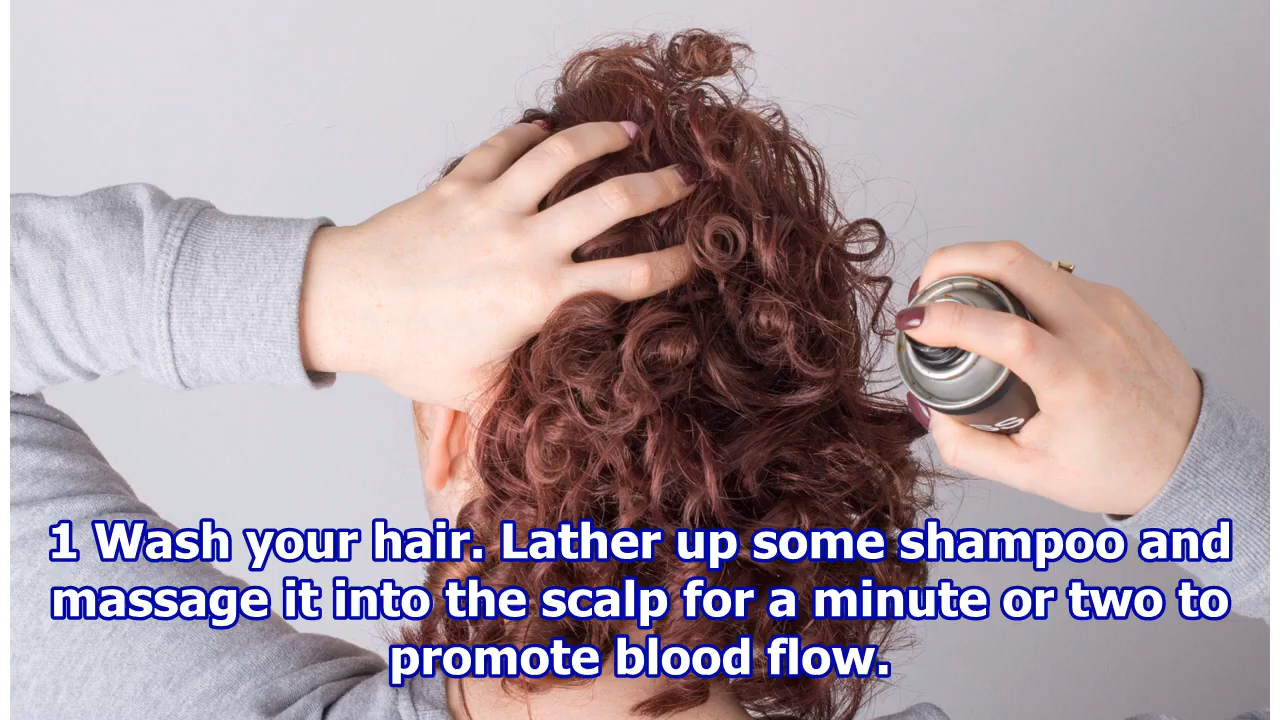 1 Wash your hair. Lather up some shampoo and
massage it into the scalp for a minute or two to
promote blood flow.